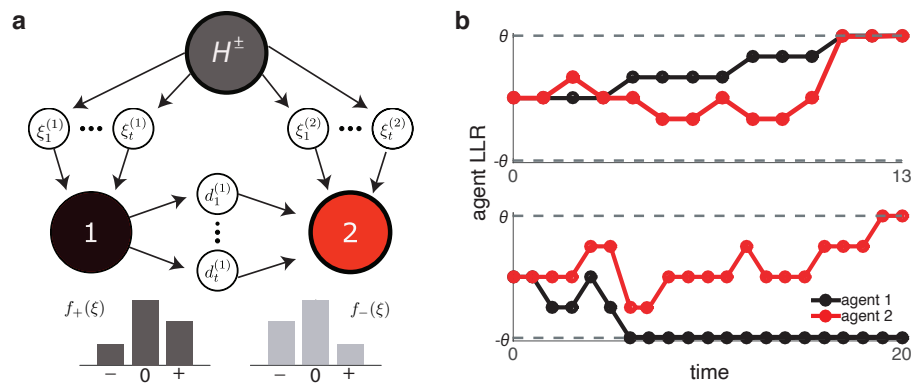 a
H±
ξ₁⁽¹⁾ ••• ξₜ⁽¹⁾ ξ₁⁽²⁾ ••• ξₜ⁽²⁾
d₁⁽¹⁾
1 2
dₜ⁽¹⁾
f₊(ξ) f₋(ξ)
− 0 + − 0 +
b
agent LLR
θ
-θ
0 13
θ
agent 1
agent 2
-θ
0 20
time